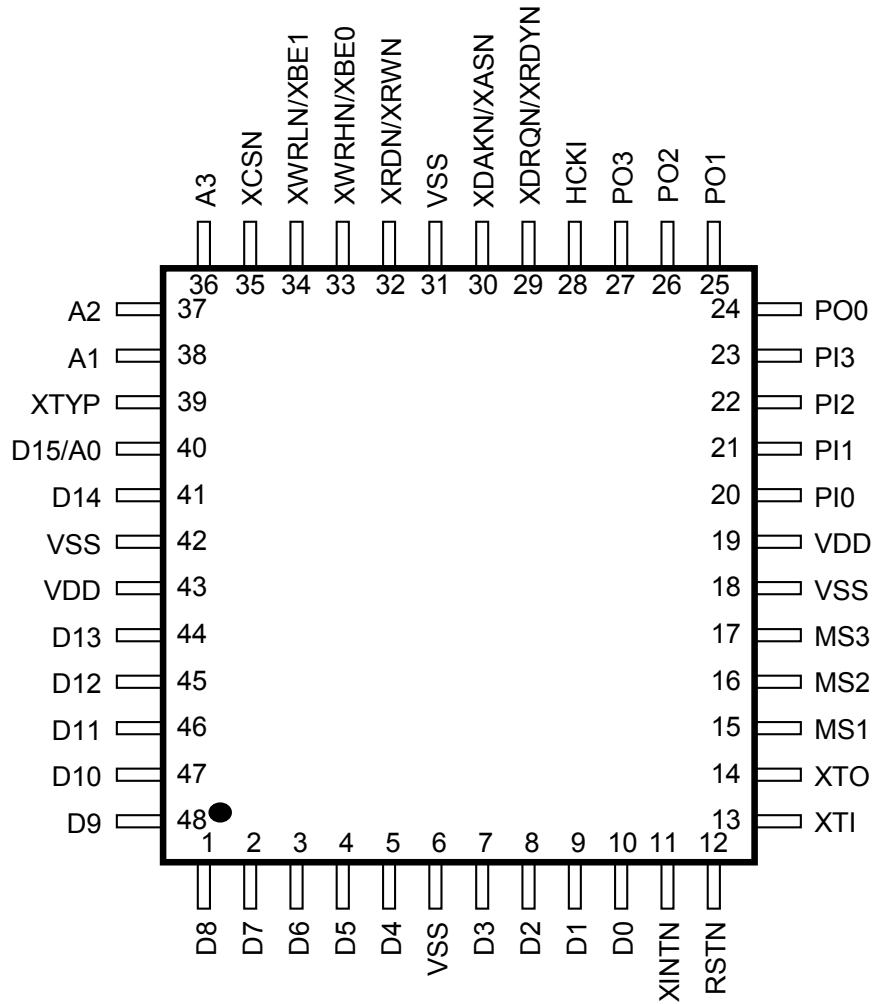 A3
XCSN
XWRLN/XBE1
XWRHN/XBE0
XRDN/XRWN
VSS
XDAKN/XASN
XDRQN/XRDYN
HCKI
PO3
PO2
PO1
36 35 34 33 32 31 30 29 28 27 26 25
A2 37 24 PO0
A1 38 23 PI3
XTYP 39 22 PI2
D15/A0 40 21 PI1
D14 41 20 PI0
VSS 42 19 VDD
VDD 43 18 VSS
D13 44 17 MS3
D12 45 16 MS2
D11 46 15 MS1
D10 47 14 XTO
D9 48 13 XTI
1 2 3 4 5 6 7 8 9 10 11 12
D8
D7
D6
D5
D4
VSS
D3
D2
D1
D0
XINTN
RSTN